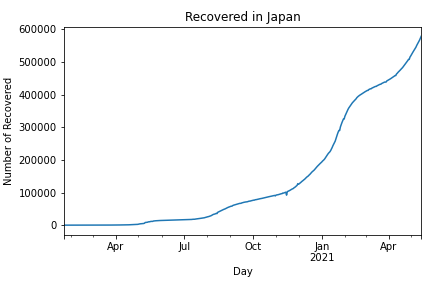 Recovered in Japan
Number of Recovered
600000
500000
400000
300000
200000
100000
0
Apr
Jul
Oct
Jan
2021
Apr
Day